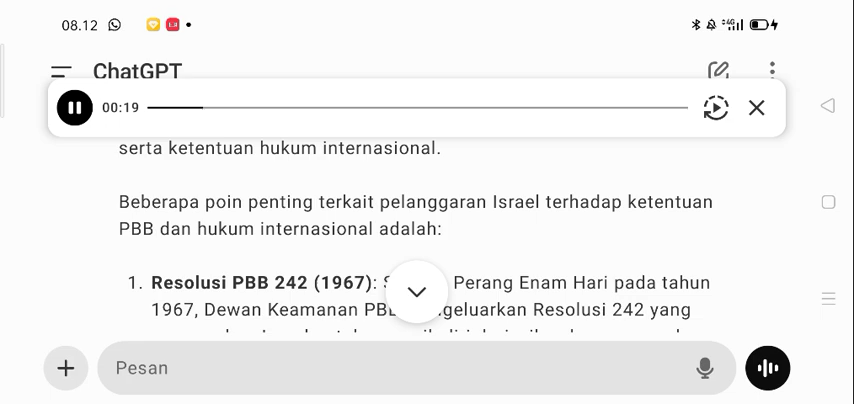 08.12
ChatGPT
00:19
serta ketentuan hukum internasional.
Beberapa poin penting terkait pelanggaran Israel terhadap ketentuan
PBB dan hukum internasional adalah:
1. Resolusi PBB 242 (1967): Perang Enam Hari pada tahun
1967, Dewan Keamanan Resolusi 242 yang
Pesan